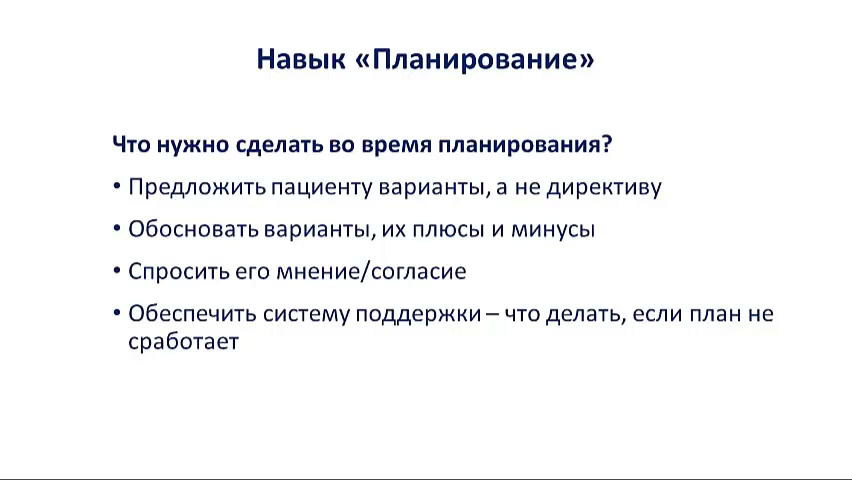 Навык «Планирование»
Что нужно сделать во время планирования?
• Предложить пациенту варианты, а не директиву
• Обосновать варианты, их плюсы и минусы
• Спросить его мнение/согласие
• Обеспечить систему поддержки – что делать, если план не
сработает